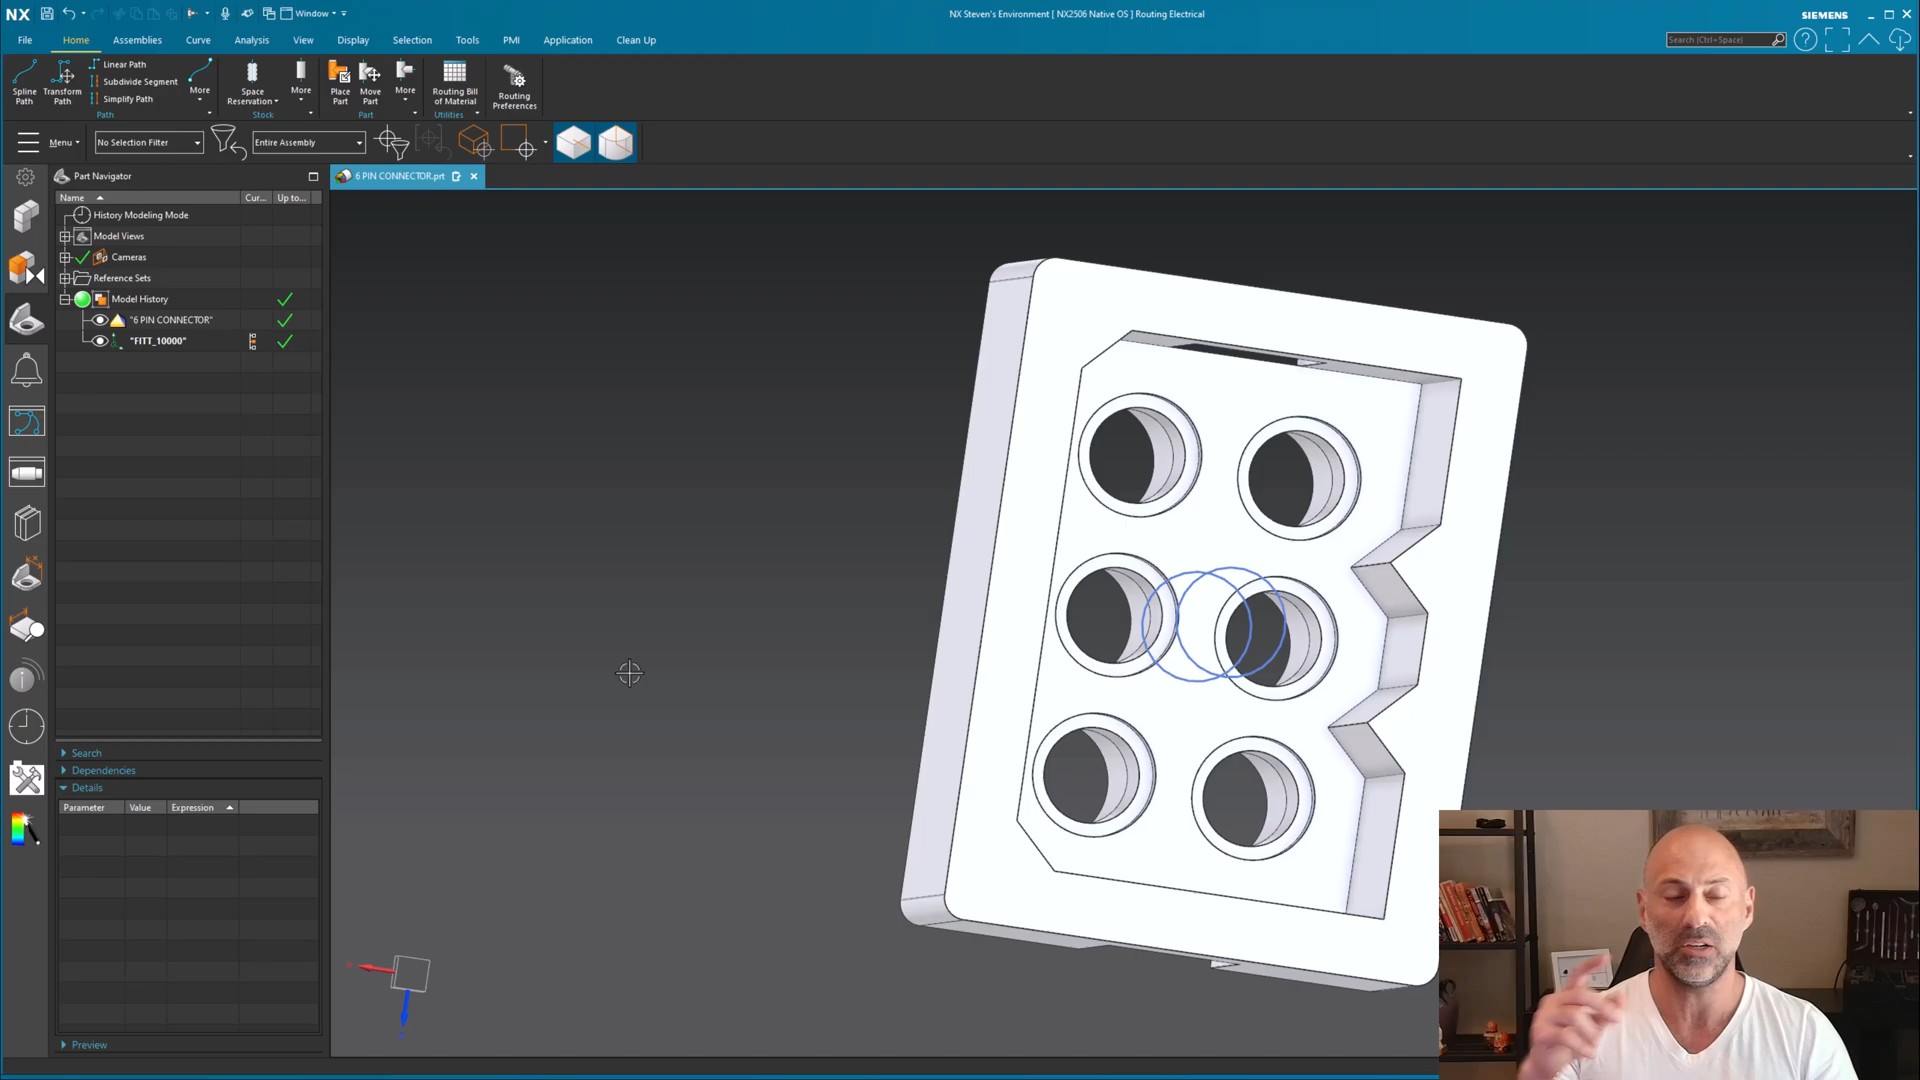 NX
Window
NX Steven's Environment [ NX2506 Native OS ] Routing Electrical
SIEMENS
File
Home
Assemblies
Curve
Analysis
View
Display
Selection
Tools
PMI
Application
Clean Up
Search (Ctrl+Space)
Spline Path
Transform Path
Linear Path
Subdivide Segment
Simplify Path
More
Path
Space Reservation
More
Stock
Place Part
Move Part
More
Part
Routing Bill of Material
Utilities
Routing Preferences
Menu
No Selection Filter
Entire Assembly
Part Navigator
6 PIN CONNECTOR.prt
Name
Cur...
Up to...
History Modeling Mode
Model Views
Cameras
Reference Sets
Model History
"6 PIN CONNECTOR"
"FITT_10000"
Search
Dependencies
Details
Parameter
Value
Expression
Preview